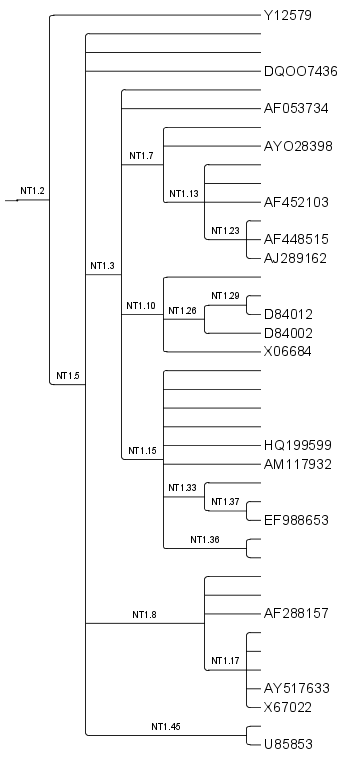 Y12579
DQOO7436
AF053734
NT1.7
AYO28398
NT1.2
NT1.13
AF452103
NT1.23
AF448515
AJ289162
NT1.3
NT1.29
NT1.10
NT1.26
D84012
D84002
X06684
NT1.5
HQ199599
NT1.15
AM117932
NT1.33
NT1.37
EF988653
NT1.36
AF288157
NT1.8
NT1.17
AY517633
X67022
NT1.45
U85853